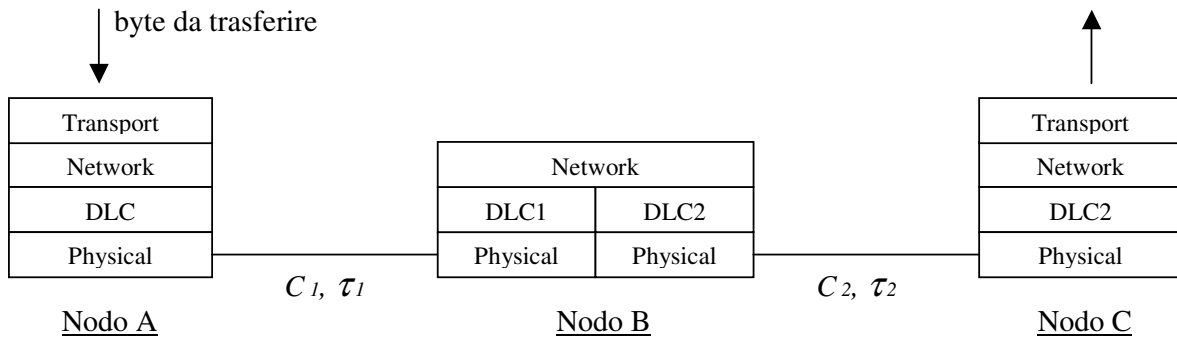 byte da trasferire
Transport
Network
DLC
Physical
Network
DLC1
DLC2
Physical
Physical
Transport
Network
DLC2
Physical
C 1, τ1
C 2, τ2
Nodo A
Nodo B
Nodo C